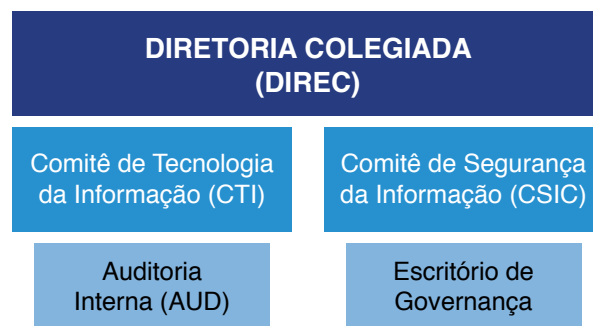 DIRETORIA COLEGIADA
(DIREC)
Comitê de Tecnologia
da Informação (CTI)
Comitê de Segurança
da Informação (CSIC)
Auditoria
Interna (AUD)
Escritório de
Governança